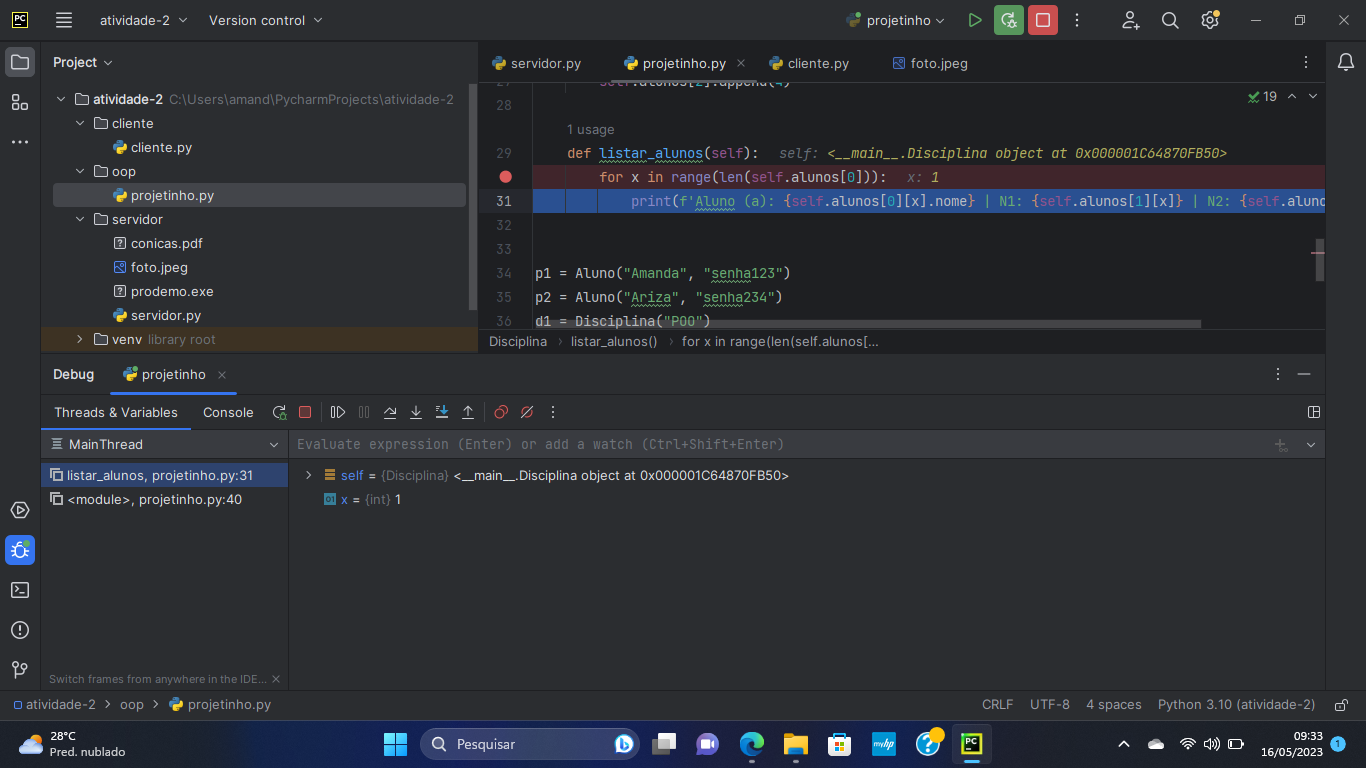 PC
atividade-2
Version control
projetinho
Project
servidor.py
projetinho.py
cliente.py
foto.jpeg
atividade-2 C:\Users\amand\PycharmProjects\atividade-2
cliente
cliente.py
oop
projetinho.py
servidor
conicas.pdf
foto.jpeg
prodemo.exe
servidor.py
venv library root
27 self.alunos[2].append(4)
28
19
1 usage
29 def listar_alunos(self): self: <__main__.Disciplina object at 0x000001C64870FB50>
for x in range(len(self.alunos[0])): x: 1
31 print(f'Aluno (a): {self.alunos[0][x].nome} | N1: {self.alunos[1][x]} | N2: {self.aluno
32
33
34 p1 = Aluno("Amanda", "senha123")
35 p2 = Aluno("Ariza", "senha234")
36 d1 = Disciplina("POO")
Disciplina listar_alunos() for x in range(len(self.alunos[...
Debug
projetinho
Threads & Variables
Console
MainThread
Evaluate expression (Enter) or add a watch (Ctrl+Shift+Enter)
listar_alunos, projetinho.py:31
<module>, projetinho.py:40
self = {Disciplina} <__main__.Disciplina object at 0x000001C64870FB50>
01 x = {int} 1
Switch frames from anywhere in the IDE...
atividade-2 oop projetinho.py
CRLF UTF-8 4 spaces Python 3.10 (atividade-2)
28°C
Pred. nublado
Pesquisar
myhp
?
PC
09:33
16/05/2023
1